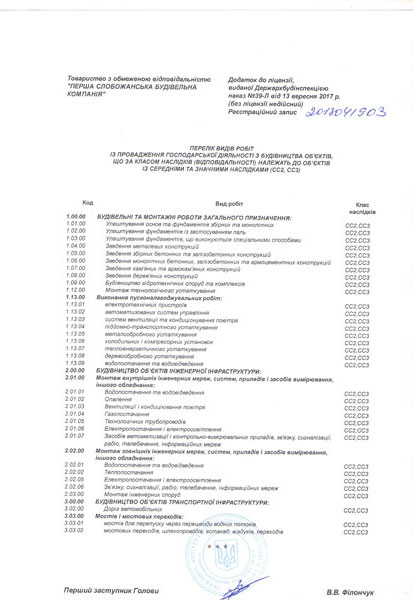 Товариство з обмеженою відповідальністю
"ПЕРША СЛОБОЖАНСЬКА БУДІВЕЛЬНА
КОМПАНІЯ"
Додаток до ліцензії,
виданої Держархбудінспекцією
наказ №39-Л від 13 вересня 2017 р.
(без ліцензії недійсний)
Реєстраційний запис 2013041903
ПЕРЕЛІК ВИДІВ РОБІТ
ІЗ ПРОВАДЖЕННЯ ГОСПОДАРСЬКОЇ ДІЯЛЬНОСТІ З БУДІВНИЦТВА ОБ'ЄКТІВ,
ЩО ЗА КЛАСОМ НАСЛІДКІВ (ВІДПОВІДАЛЬНОСТІ) НАЛЕЖАТЬ ДО ОБ'ЄКТІВ
ІЗ СЕРЕДНІМИ ТА ЗНАЧНИМИ НАСЛІДКАМИ (СС2, СС3)
Код Вид робіт Клас наслідків
1.00.00 БУДІВЕЛЬНІ ТА МОНТАЖНІ РОБОТИ ЗАГАЛЬНОГО ПРИЗНАЧЕННЯ: СС2,СС3
1.01.00 Улаштування основ та фундаментів збірних та монолітних СС2,СС3
1.02.00 Улаштування фундаментів із застосуванням паль СС2,СС3
1.03.00 Улаштування фундаментів, що виконуються спеціальними способами СС2,СС3
1.04.00 Зведення металевих конструкцій СС2,СС3
1.05.00 Зведення збірних бетонних та залізобетонних конструкцій СС2,СС3
1.06.00 Зведення монолітних бетонних, залізобетонних та армоцементних конструкцій СС2,СС3
1.07.00 Зведення кам'яних та армокам'яних конструкцій СС2,СС3
1.08.00 Зведення дерев'яних конструкцій СС2,СС3
1.09.00 Будівництво гідротехнічних споруд та комплексів СС2,СС3
1.12.00 Монтаж технологічного устаткування СС2,СС3
1.13.00 Виконання пусконалагоджувальних робіт: СС2,СС3
1.13.01 електротехнічних пристроїв СС2,СС3
1.13.02 автоматизованих систем управління СС2,СС3
1.13.03 систем вентиляції та кондиціонування повітря СС2,СС3
1.13.04 підйомно-транспортного устаткування СС2,СС3
1.13.05 металообробного устаткування СС2,СС3
1.13.06 холодильних і компресорних установок СС2,СС3
1.13.07 теплоенергетичного устаткування СС2,СС3
1.13.08 деревообробного устаткування СС2,СС3
1.13.09 водопостачання та водовідведення СС2,СС3
2.00.00 БУДІВНИЦТВО ОБ'ЄКТІВ ІНЖЕНЕРНОЇ ІНФРАСТРУКТУРИ: СС2,СС3
2.01.00 Монтаж внутрішніх інженерних мереж, систем, приладів і засобів вимірювання, СС2,СС3
іншого обладнання:
2.01.01 Водопостачання та водовідведення СС2,СС3
2.01.02 Опалення СС2,СС3
2.01.03 Вентиляції і кондиціювання повітря СС2,СС3
2.01.04 Газопостачання СС2,СС3
2.01.05 Технологічних трубопроводів СС2,СС3
2.01.06 Електропостачання і електроосвітлення СС2,СС3
2.01.07 Засобів автоматизації і контрольно-вимірювальних приладів, зв'язку, сигналізації, СС2,СС3
радіо, телебачення, інформаційних мереж
2.02.00 Монтаж зовнішніх інженерних мереж, систем, приладів і засобів вимірювання, СС2,СС3
іншого обладнання:
2.02.01 Водопостачання та водовідведення СС2,СС3
2.02.02 Теплопостачання СС2,СС3
2.02.05 Електропостачання і електроосвітлення СС2,СС3
2.02.06 Зв'язку, сигналізації, радіо, телебачення, інформаційних мереж СС2,СС3
2.03.00 Монтаж інженерних споруд СС2,СС3
3.00.00 БУДІВНИЦТВО ОБ'ЄКТІВ ТРАНСПОРТНОЇ ІНФРАСТРУКТУРИ: СС2,СС3
3.02.00 Доріг автомобільних СС2,СС3
3.03.00 Мостів і мостових переходів: СС2,СС3
3.03.01 мостів для перепуску через перешкоди водних потоків СС2,СС3
3.03.02 мостових переходів, шляхопроводів, естакад, віадуків, переходів СС2,СС3
Перший заступник Голови В.В. Філончук